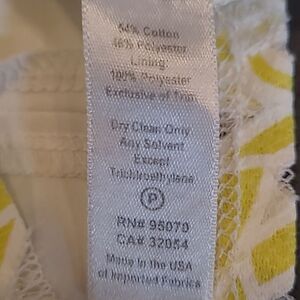 Cotton
46% Polyester
Lining:
100% Polyester
Exclusive of Trim
Dry Clean Only
Any Solvent
Except
Trichloroethylene
P
RN# 95070
CA# 32054
Made in the USA
of Imported Fabrics